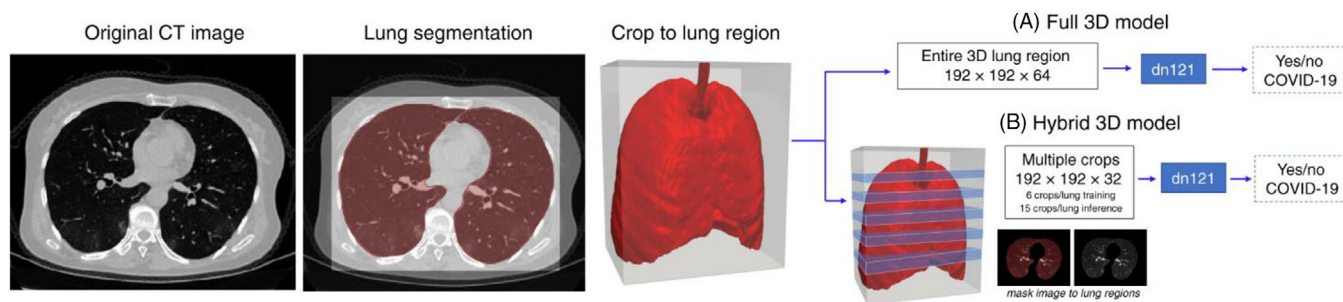 Original CT image
Lung segmentation
Crop to lung region
(A) Full 3D model
Entire 3D lung region
192 × 192 × 64
dn121
Yes/no
COVID-19
(B) Hybrid 3D model
Multiple crops
192 × 192 × 32
6 crops/lung training
15 crops/lung inference
dn121
Yes/no
COVID-19
mask image to lung regions